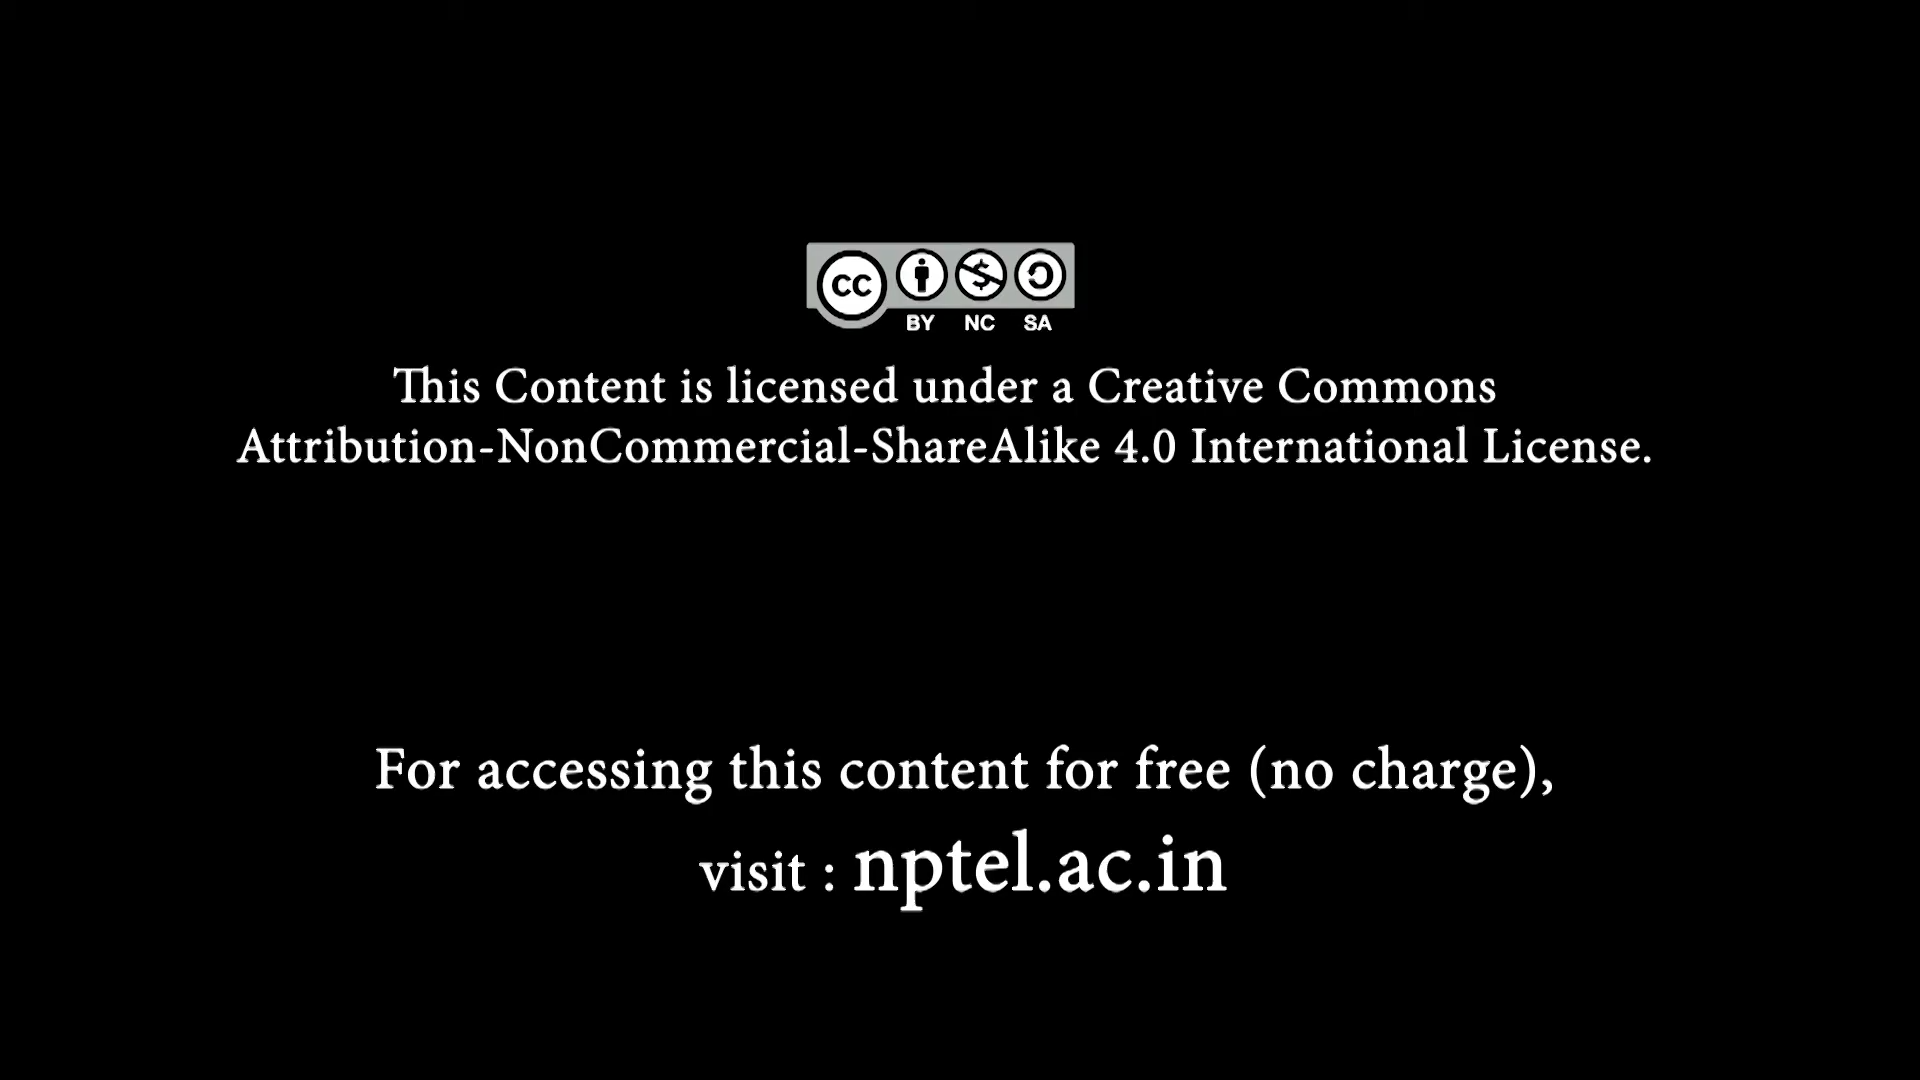 cc
BY NC SA
This Content is licensed under a Creative Commons
Attribution-NonCommercial-ShareAlike 4.0 International License.
For accessing this content for free (no charge),
visit : nptel.ac.in